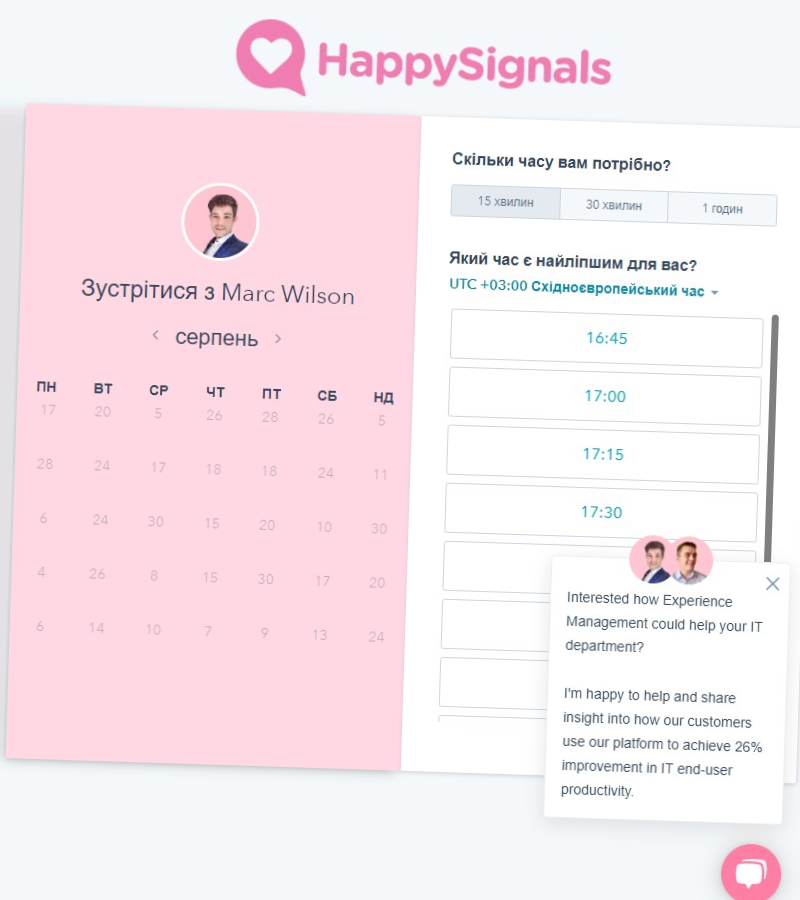 HappySignals
Зустрітися з Marc Wilson
серпень
ПН ВТ СР ЧТ ПТ СБ НД
17 20 5 26 28 26 5
28 24 17 18 18 24 11
6 24 30 15 20 10 30
4 26 8 15 30 17 20
6 14 10 7 9 13 24
Скільки часу вам потрібно?
15 хвилин 30 хвилин 1 годин
Який час є найліпшим для вас?
UTC +03:00 Східноєвропейський час
16:45
17:00
17:15
17:30
Interested how Experience
Management could help your IT
department?
I'm happy to help and share
insight into how our customers
use our platform to achieve 26%
improvement in IT end-user
productivity.